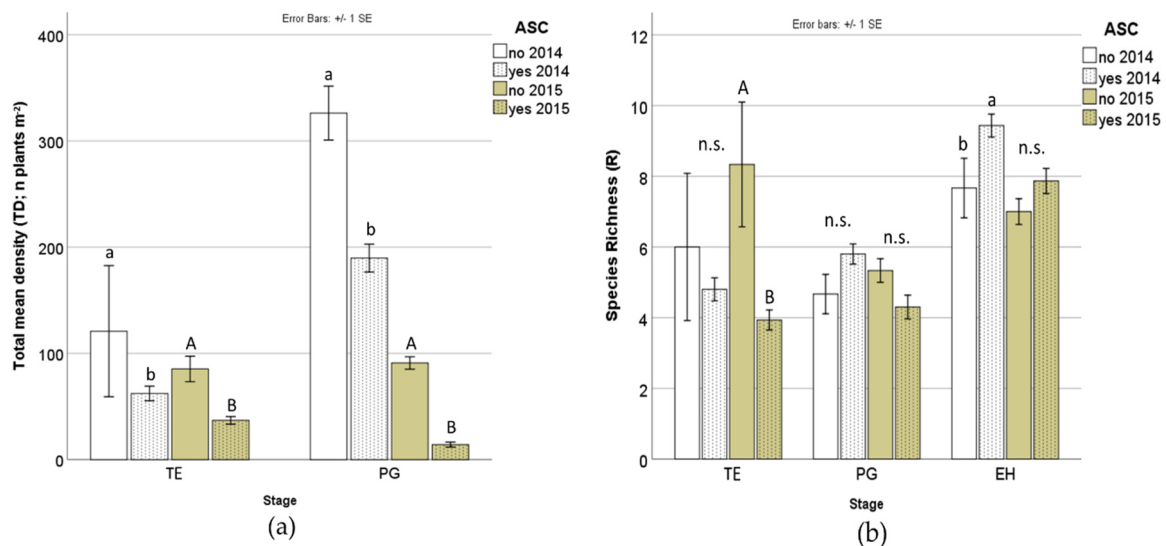 Error Bars: +/- 1 SE
ASC
no 2014
yes 2014
no 2015
yes 2015
Total mean density (TD; n plants m⁻²)
400
300
200
100
0
a
b
A
B
a
b
A
B
TE
PG
Stage
(a)
Error bars: +/- 1 SE
ASC
no 2014
yes 2014
no 2015
yes 2015
Species Richness (R)
12
10
8
6
4
2
0
n.s.
A
B
n.s.
n.s.
b
a
n.s.
TE
PG
EH
Stage
(b)